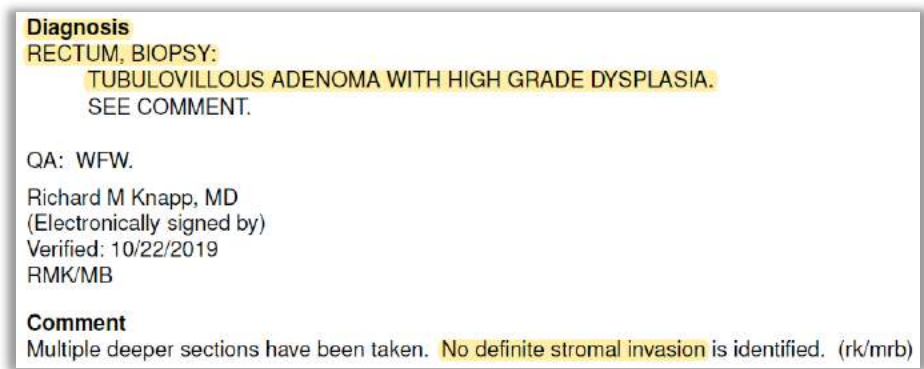 Diagnosis
RECTUM, BIOPSY:
TUBULOVILLOUS ADENOMA WITH HIGH GRADE DYSPLASIA.
SEE COMMENT.
QA: WFW.
Richard M Knapp, MD
(Electronically signed by)
Verified: 10/22/2019
RMK/MB
Comment
Multiple deeper sections have been taken. No definite stromal invasion is identified. (rk/mrb)